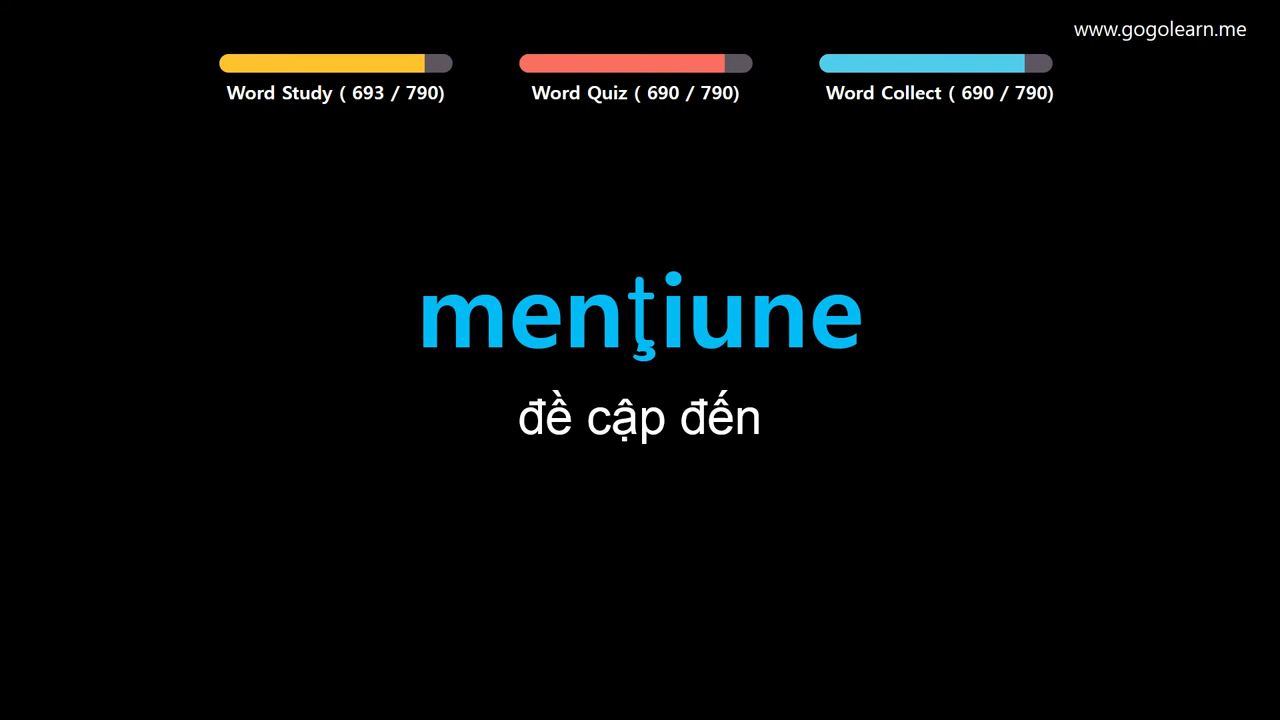 www.gogolearn.me
Word Study ( 693 / 790)
Word Quiz ( 690 / 790)
Word Collect ( 690 / 790)
menţiune
đề cập đến